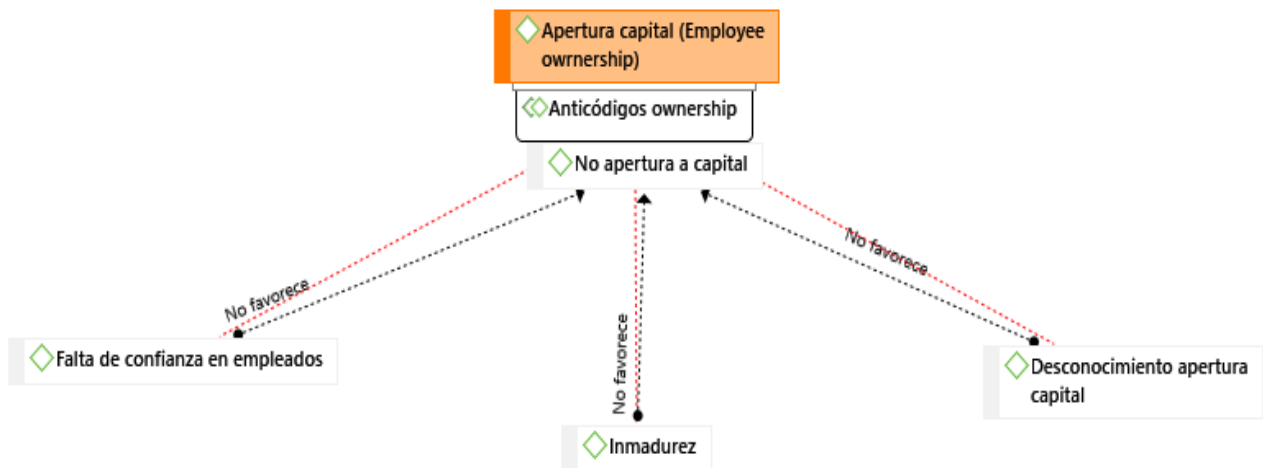 Apertura capital (Employee
owrnership)
Anticódigos ownership
No apertura a capital
No favorece
No favorece
No favorece
Falta de confianza en empleados
Desconocimiento apertura
capital
Inmadurez